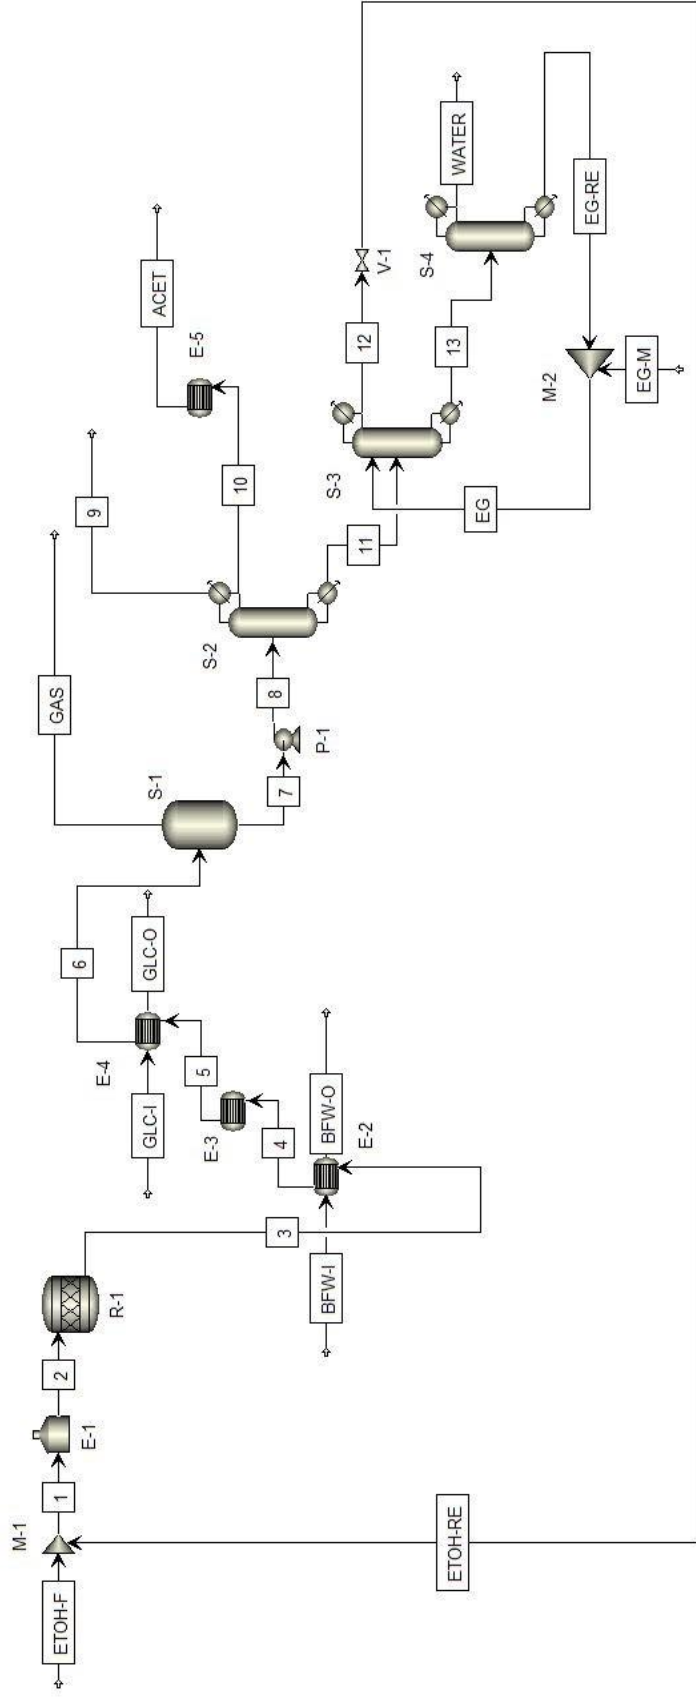 ETOH-F
M-1
1
E-1
2
R-1
3
BFW-I
BFW-O
E-2
4
E-3
5
GLC-I
E-4
GLC-O
6
S-1
GAS
7
P-1
8
S-2
9
10
E-5
ACET
11
S-3
EG
12
V-1
13
S-4
WATER
EG-RE
M-2
EG-M
ETOH-RE